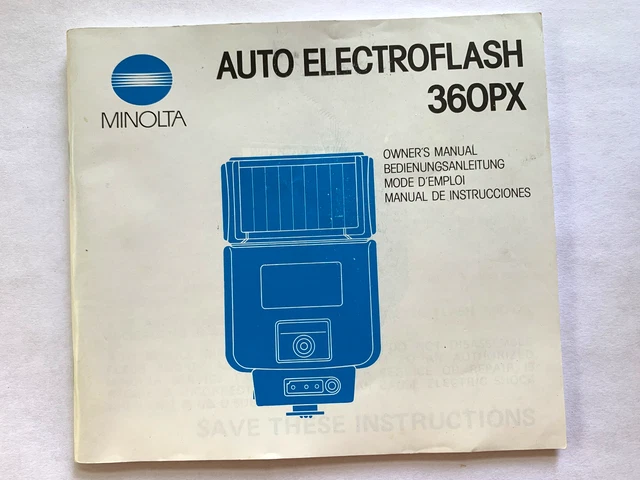 MINOLTA
AUTO ELECTROFLASH
360PX
OWNER'S MANUAL
BEDIENUNGSANLEITUNG
MODE D'EMPLOI
MANUAL DE INSTRUCCIONES
SAVE THESE INSTRUCTIONS